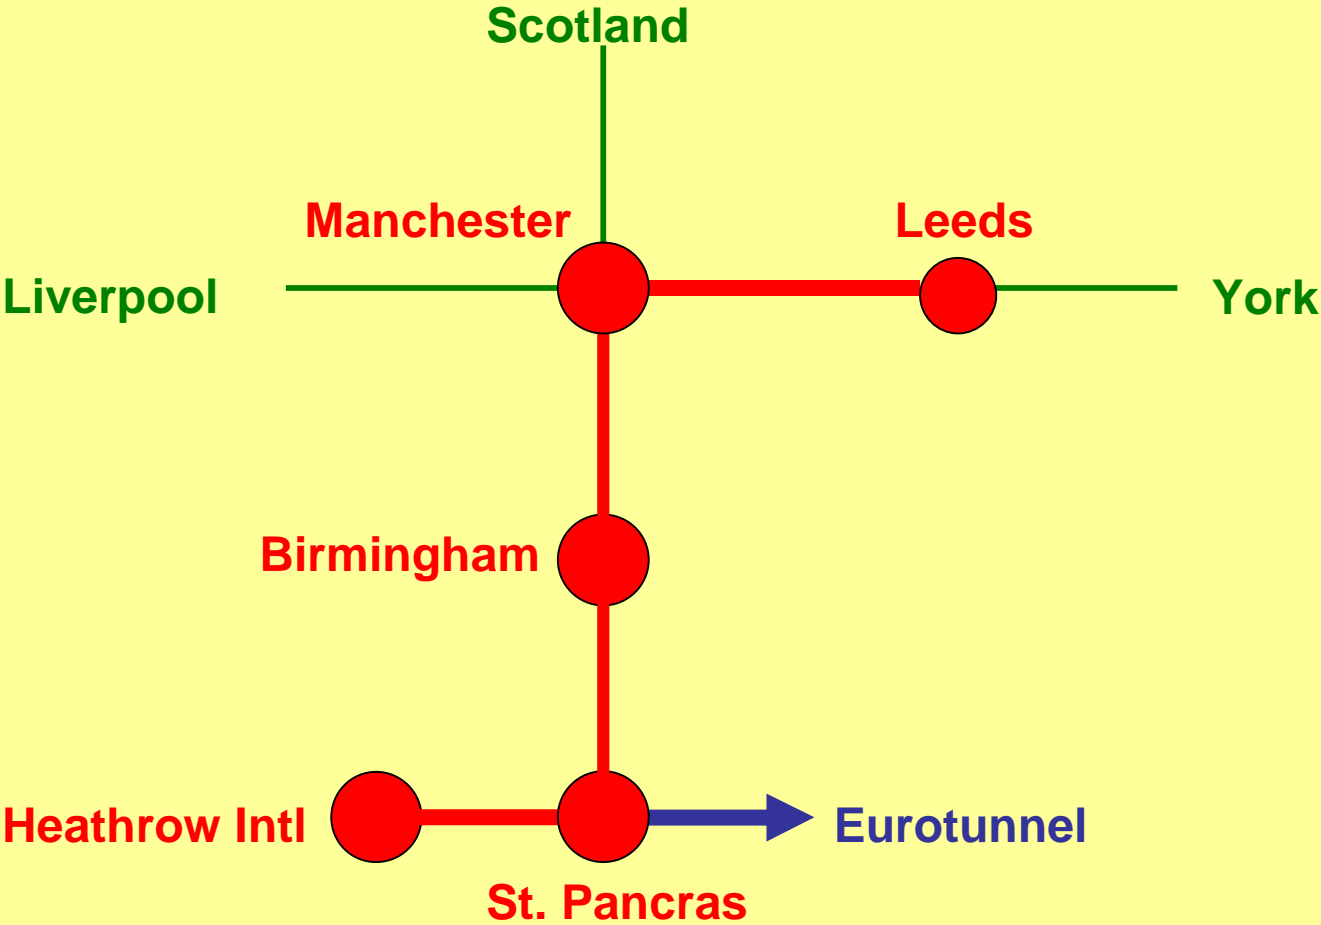 Scotland
Manchester
Leeds
Liverpool
York
Birmingham
Heathrow Intl
Eurotunnel
St. Pancras